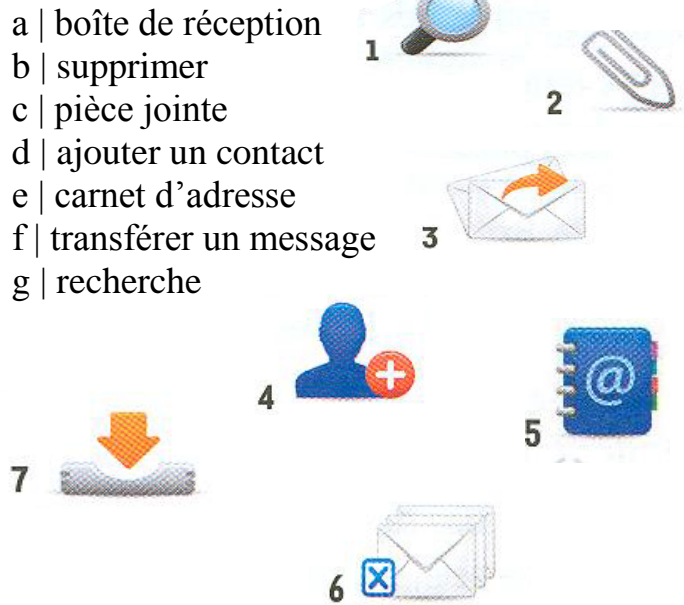 a | boîte de réception
b | supprimer
c | pièce jointe
d | ajouter un contact
e | carnet d’adresse
f | transférer un message
g | recherche
1
2
3
4
5
@
7
6